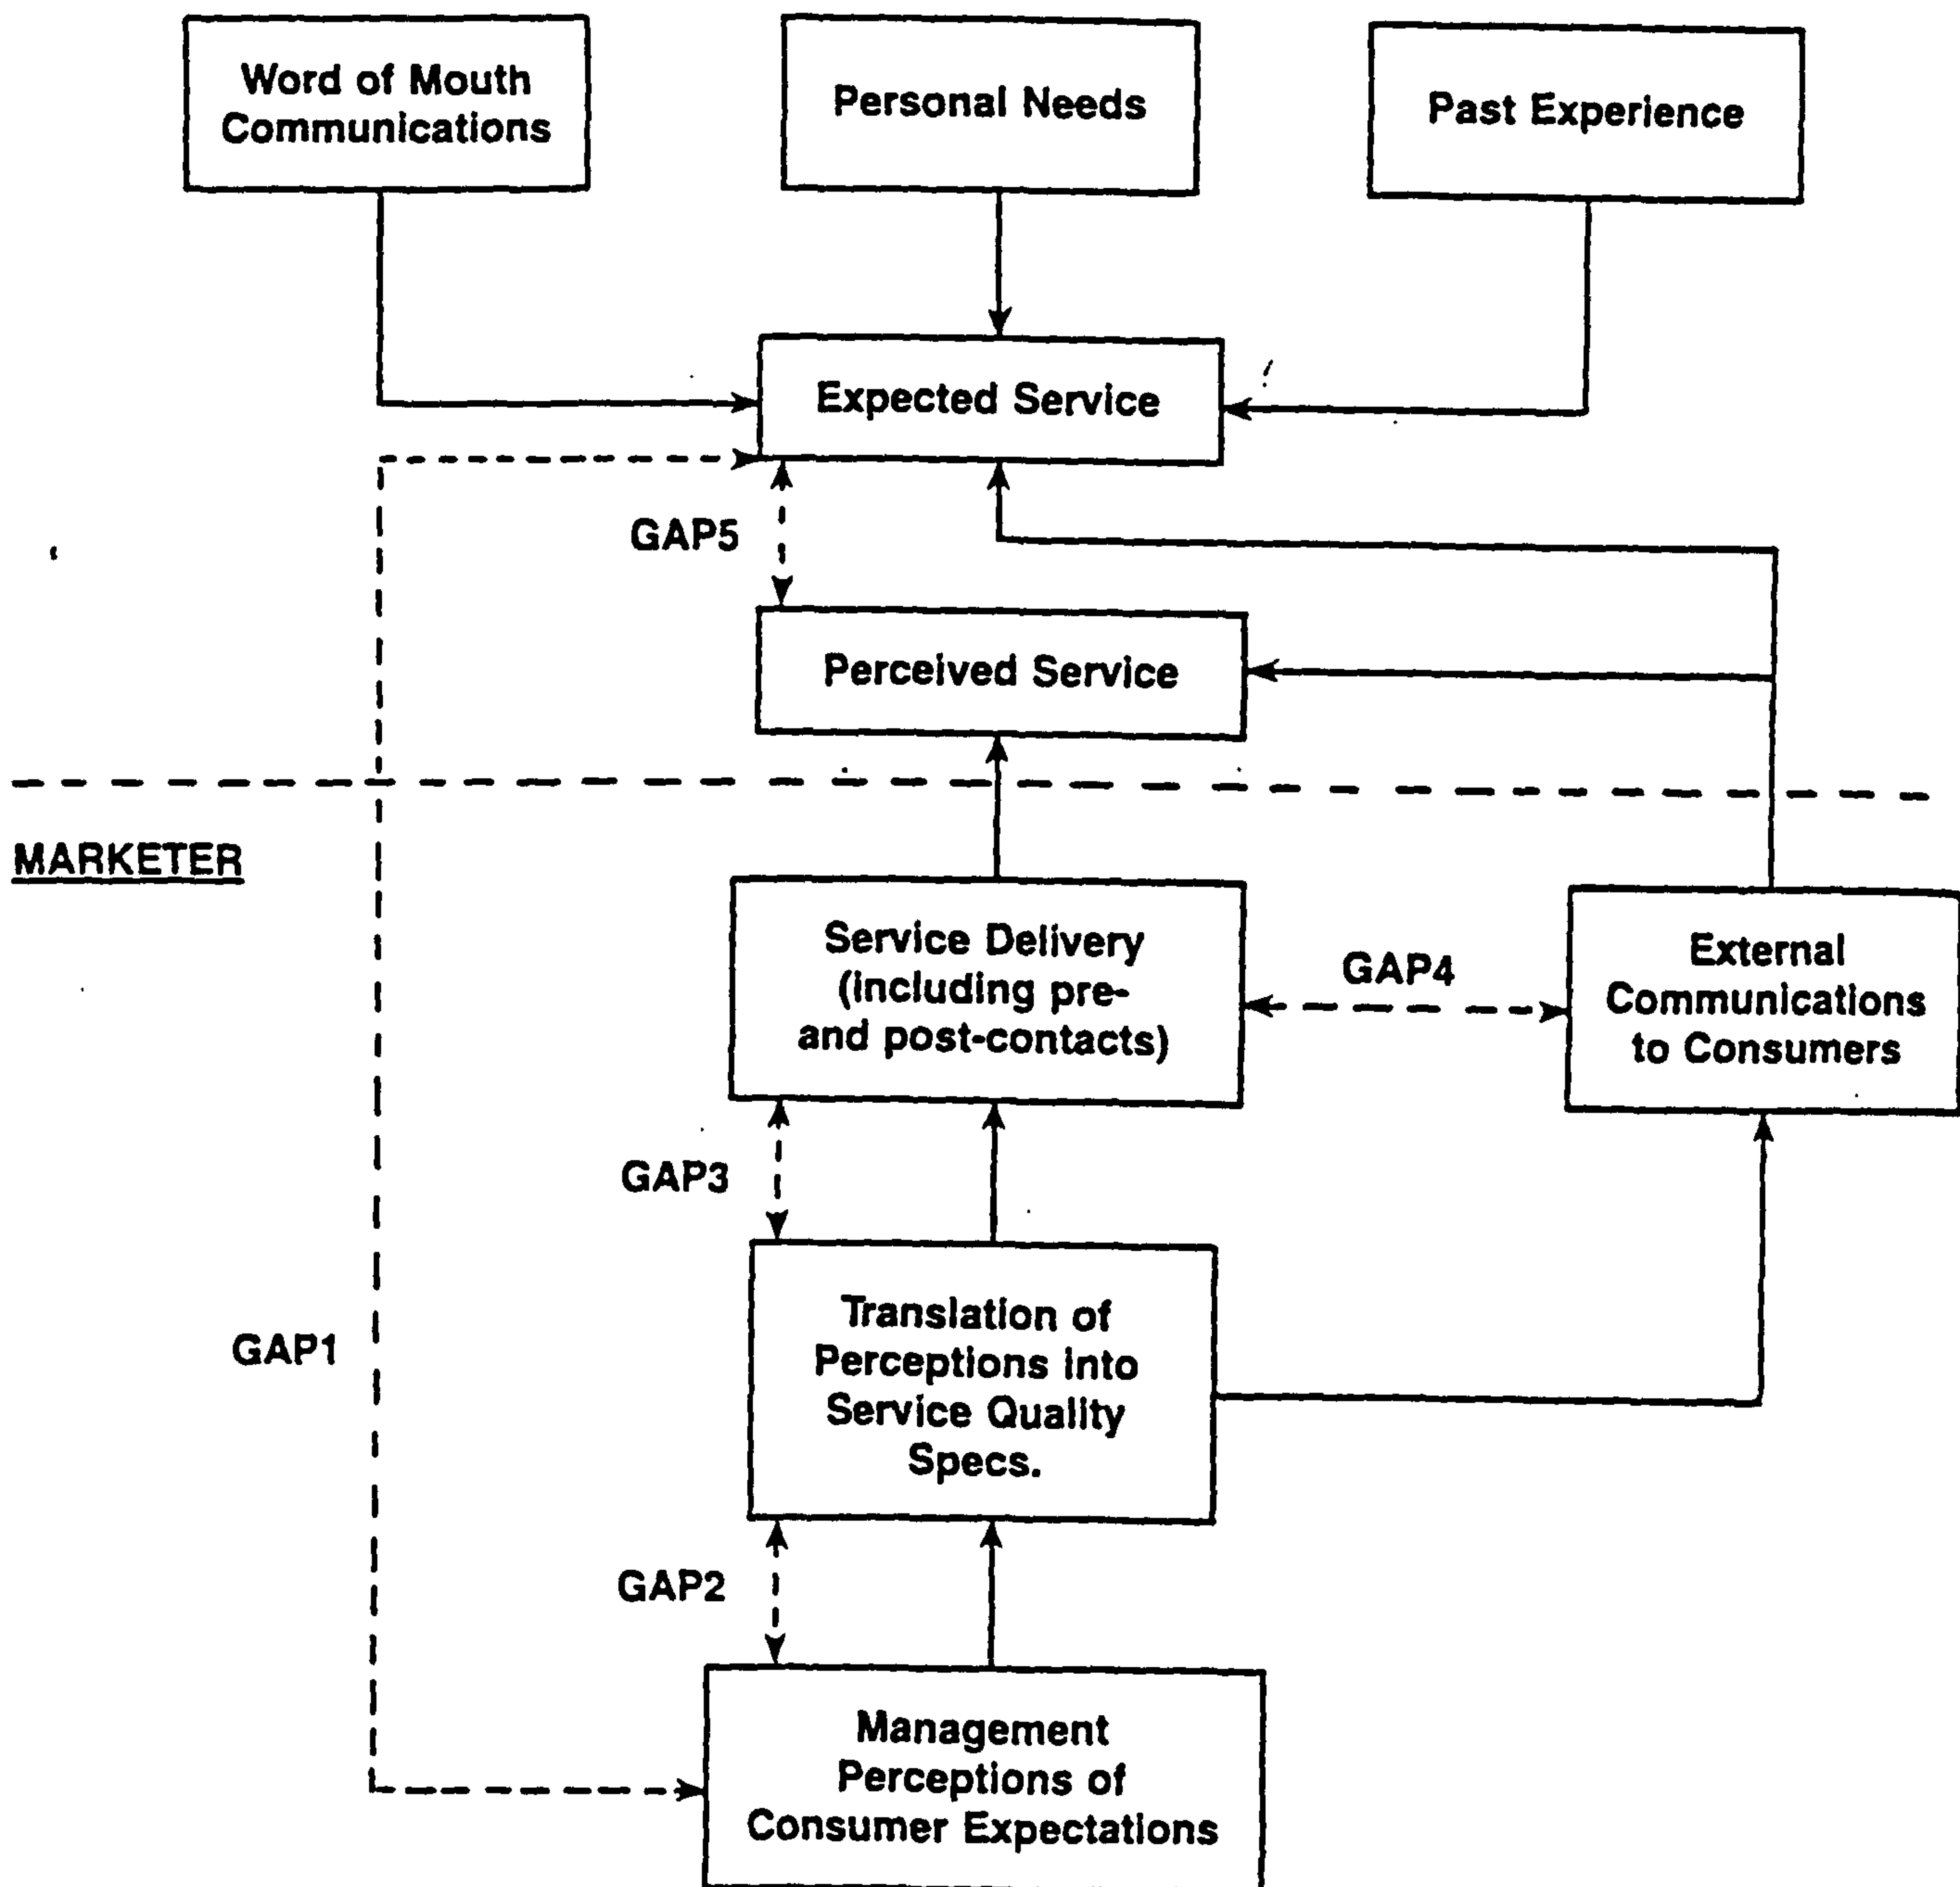 Word of Mouth
Communications
Personal Needs
Past Experience
Expected Service
GAP5
Perceived Service
MARKETER
Service Delivery
(including pre-
and post-contacts)
GAP4
External
Communications
to Consumers
GAP3
Translation of
Perceptions into
Service Quality
Specs.
GAP1
GAP2
Management
Perceptions of
Consumer Expectations